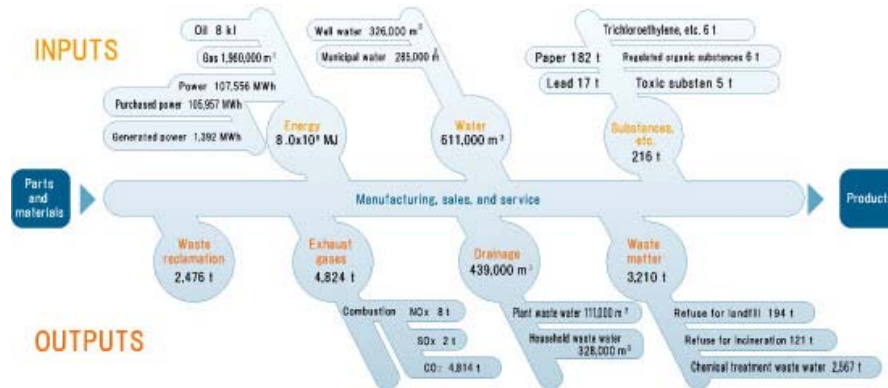 INPUTS
Oil 8 kl
Gas 1,960,000 m³
Power 107,556 MWh
Purchased power 105,957 MWh
Generated power 1,392 MWh
Energy
8.0x10⁸ MJ
Well water 326,000 m³
Municipal water 285,000 m³
Water
611,000 m³
Trichloroethylene, etc. 6 t
Paper 182 t
Regulated organic substances 6 t
Lead 17 t
Toxic substan 5 t
Substances, etc.
216 t
Parts
and
materials
Manufacturing, sales, and service
Product
Waste
reclamation
2,476 t
Exhaust
gases
4,824 t
Drainage
439,000 m³
Waste
matter
3,210 t
OUTPUTS
Combustion
NOx 8 t
SOx 2 t
CO₂ 4,814 t
Plant waste water 111,000 m³
Household waste water
328,000 m³
Refuse for landfill 194 t
Refuse for incineration 121 t
Chemical treatment waste water 2,567 t